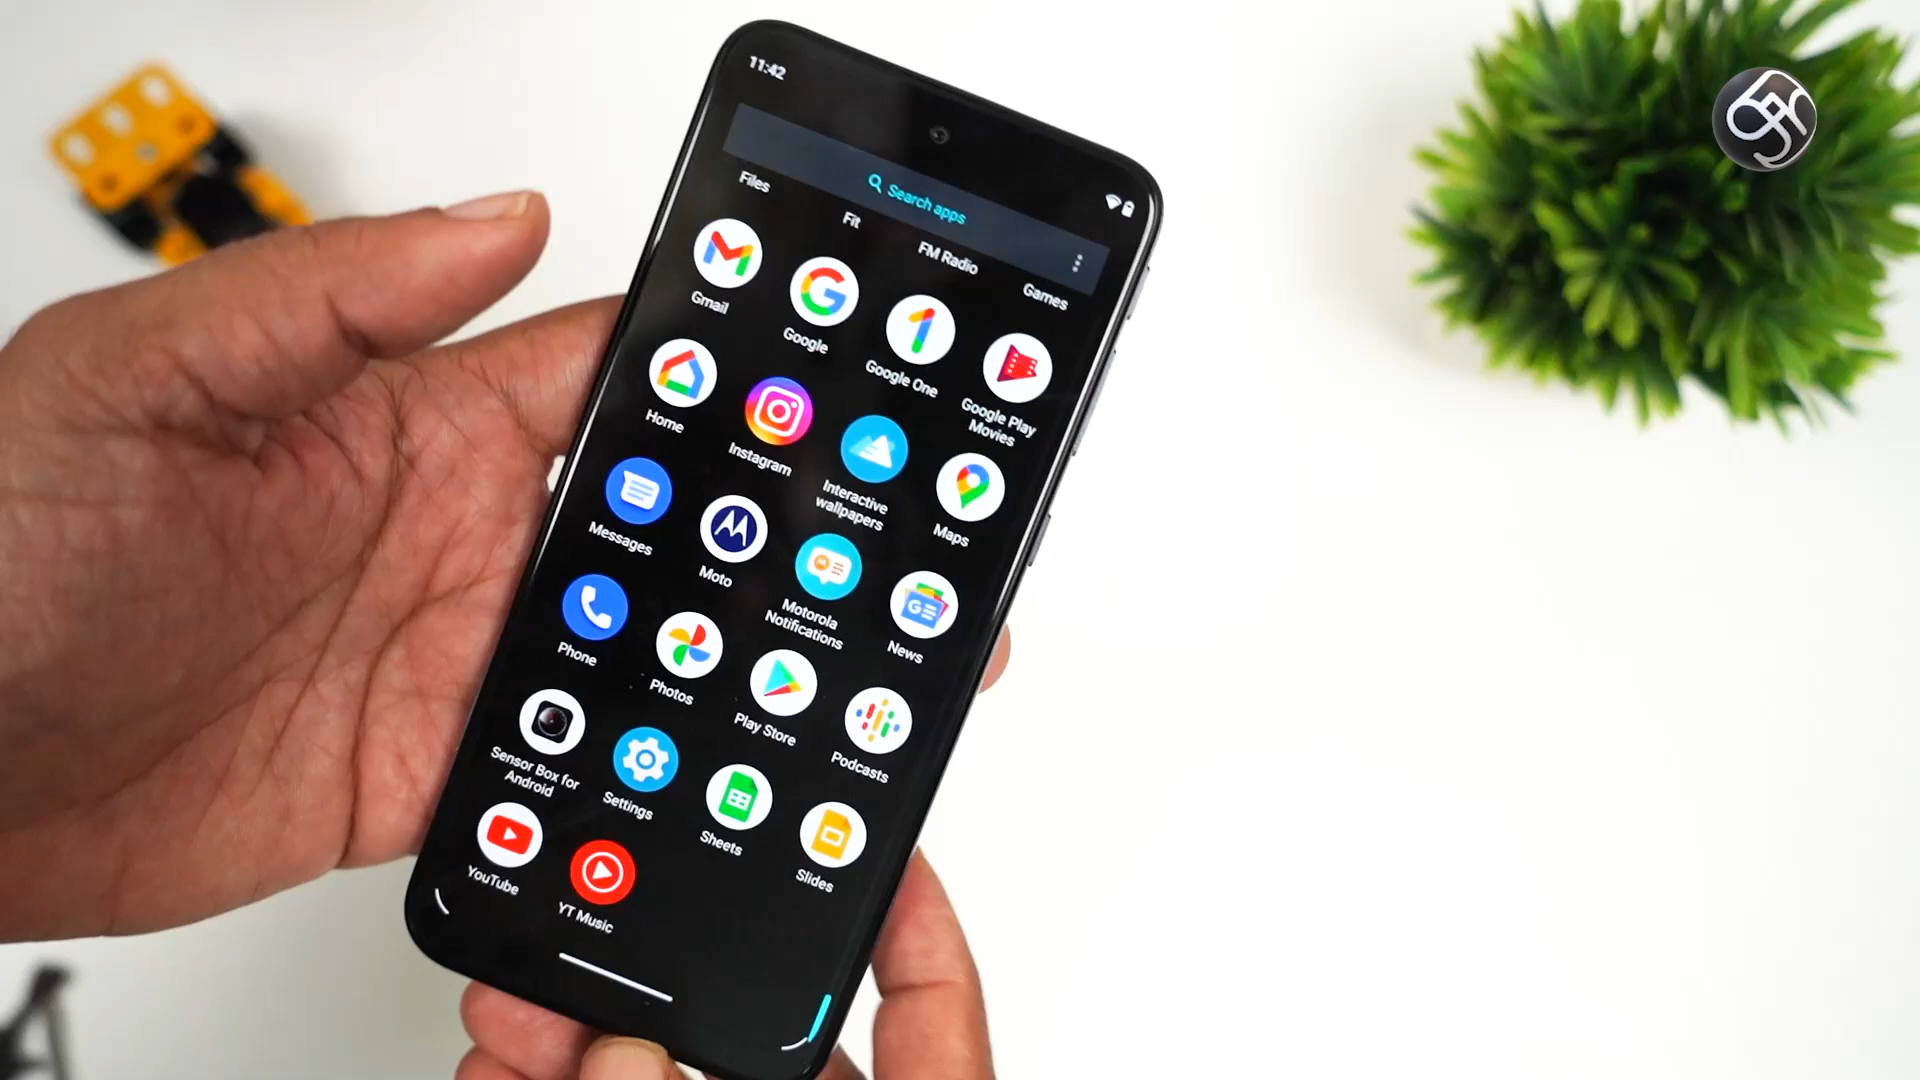 11:42
Search apps
Files
Fit
FM Radio
Games
Gmail
Google
Google One
Google Play
Movies
Home
Instagram
Interactive
wallpapers
Maps
Messages
Moto
Motorola
Notifications
News
Phone
Photos
Play Store
Podcasts
Sensor Box for
Android
Settings
Sheets
Slides
YouTube
YT Music